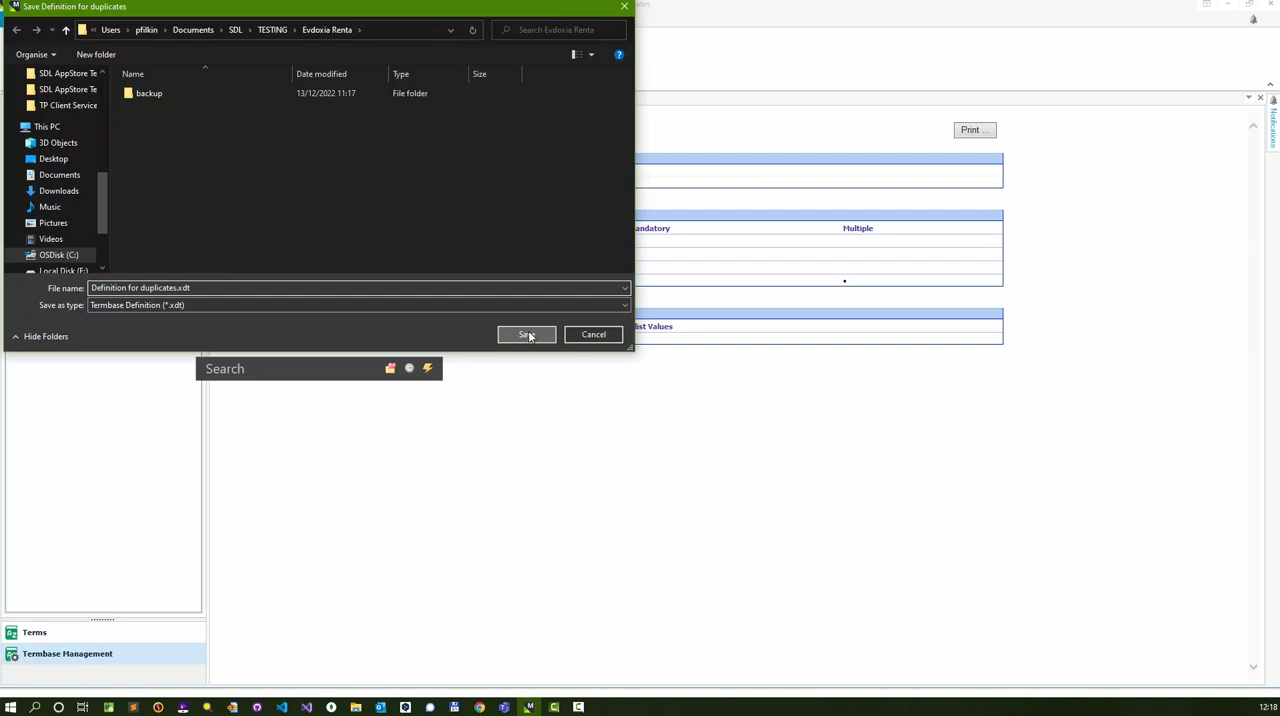 Save Definition for duplicates
Users > pfilkin > Documents > SDL > TESTING > Evdoxia Renta >
Search Evdoxia Renta
Organise
New folder
SDL AppStore Te
SDL AppStore Te
TP Client Service
This PC
3D Objects
Desktop
Documents
Downloads
Music
Pictures
Videos
OSDisk (C:)
Local Disk (F:)
Name
Date modified
Type
Size
backup
13/12/2022 11:17
File folder
File name:
Definition for duplicates.xdt
Save as type:
Termbase Definition (*.xdt)
Hide Folders
Save
Cancel
Print ...
andatory
Multiple
list Values
Notifications
Search
Terms
Termbase Management
12:18